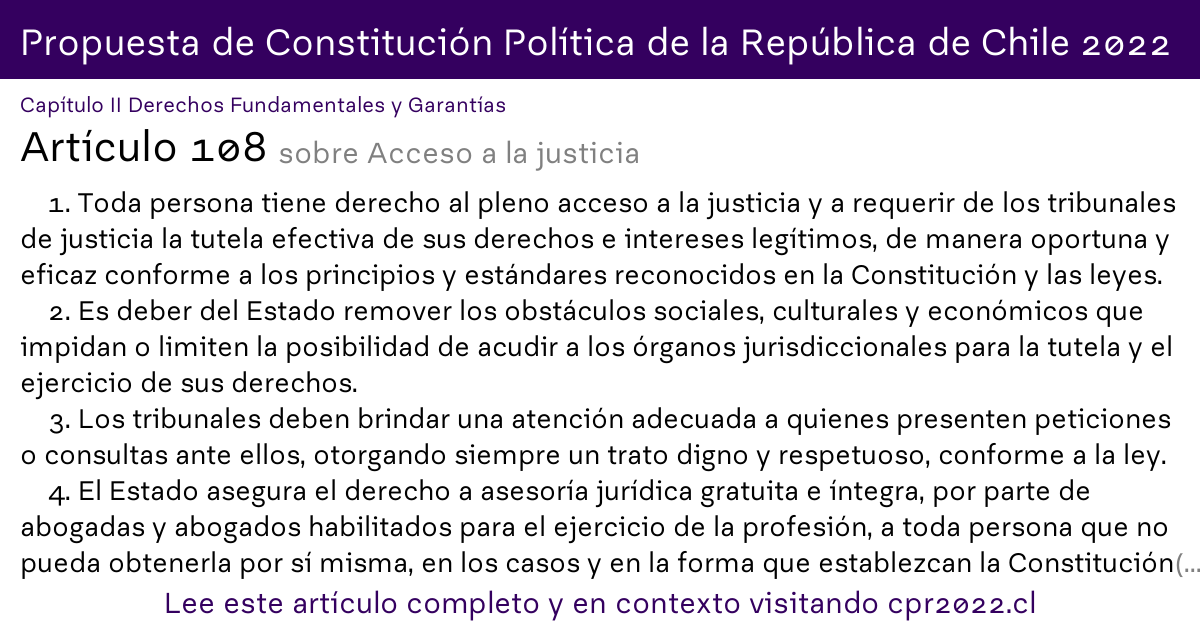 Propuesta de Constitución Política de la República de Chile 2022
Capítulo II Derechos Fundamentales y Garantías
Artículo 108 sobre Acceso a la justicia
1. Toda persona tiene derecho al pleno acceso a la justicia y a requerir de los tribunales
de justicia la tutela efectiva de sus derechos e intereses legítimos, de manera oportuna y
eficaz conforme a los principios y estándares reconocidos en la Constitución y las leyes.
2. Es deber del Estado remover los obstáculos sociales, culturales y económicos que
impidan o limiten la posibilidad de acudir a los órganos jurisdiccionales para la tutela y el
ejercicio de sus derechos.
3. Los tribunales deben brindar una atención adecuada a quienes presenten peticiones
o consultas ante ellos, otorgando siempre un trato digno y respetuoso, conforme a la ley.
4. El Estado asegura el derecho a asesoría jurídica gratuita e íntegra, por parte de
abogadas y abogados habilitados para el ejercicio de la profesión, a toda persona que no
pueda obtenerla por sí misma, en los casos y en la forma que establezcan la Constitución(...
Lee este artículo completo y en contexto visitando cpr2022.cl